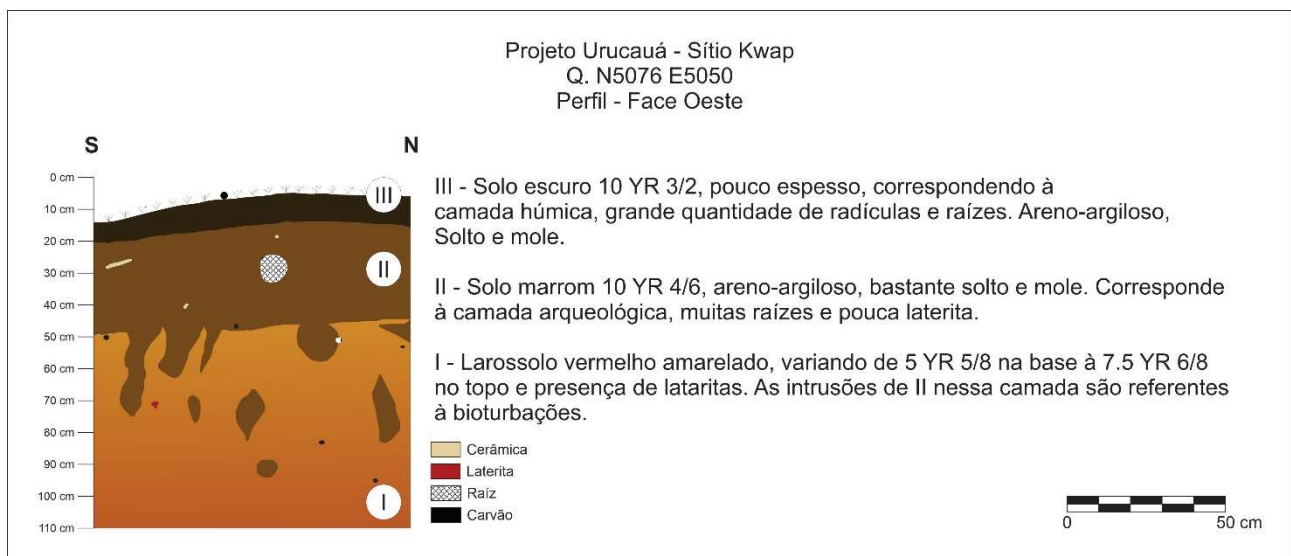 Projeto Urucauá - Sítio Kwap
Q. N5076 E5050
Perfil - Face Oeste
S
N
0 cm
10 cm
20 cm
30 cm
40 cm
50 cm
60 cm
70 cm
80 cm
90 cm
100 cm
110 cm
III
II
I
III - Solo escuro 10 YR 3/2, pouco espesso, correspondendo à
camada húmica, grande quantidade de radículas e raízes. Areno-argiloso,
Solto e mole.
II - Solo marrom 10 YR 4/6, areno-argiloso, bastante solto e mole. Corresponde
à camada arqueológica, muitas raízes e pouca laterita.
I - Larossolo vermelho amarelado, variando de 5 YR 5/8 na base à 7.5 YR 6/8
no topo e presença de lataritas. As intrusões de II nessa camada são referentes
à bioturbações.
Cerâmica
Laterita
Raíz
Carvão
0 50 cm